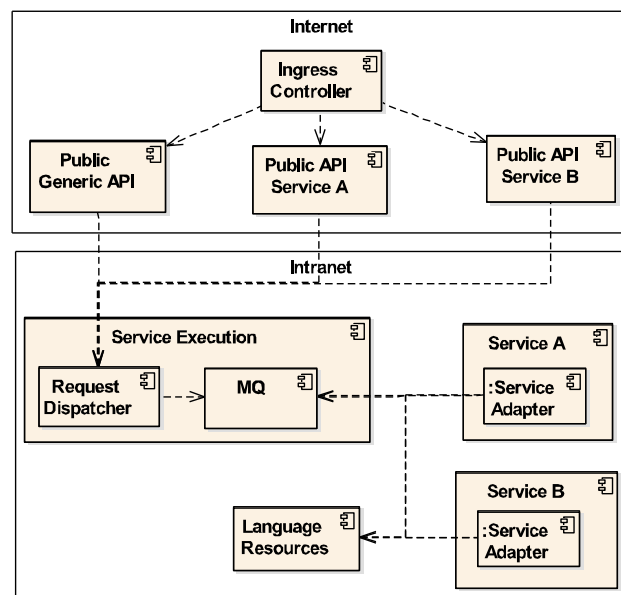 Internet
Ingress
Controller
Public
Generic API
Public API
Service A
Public API
Service B
Intranet
Service Execution
Request
Dispatcher
MQ
Service A
:Service
Adapter
Service B
:Service
Adapter
Language
Resources